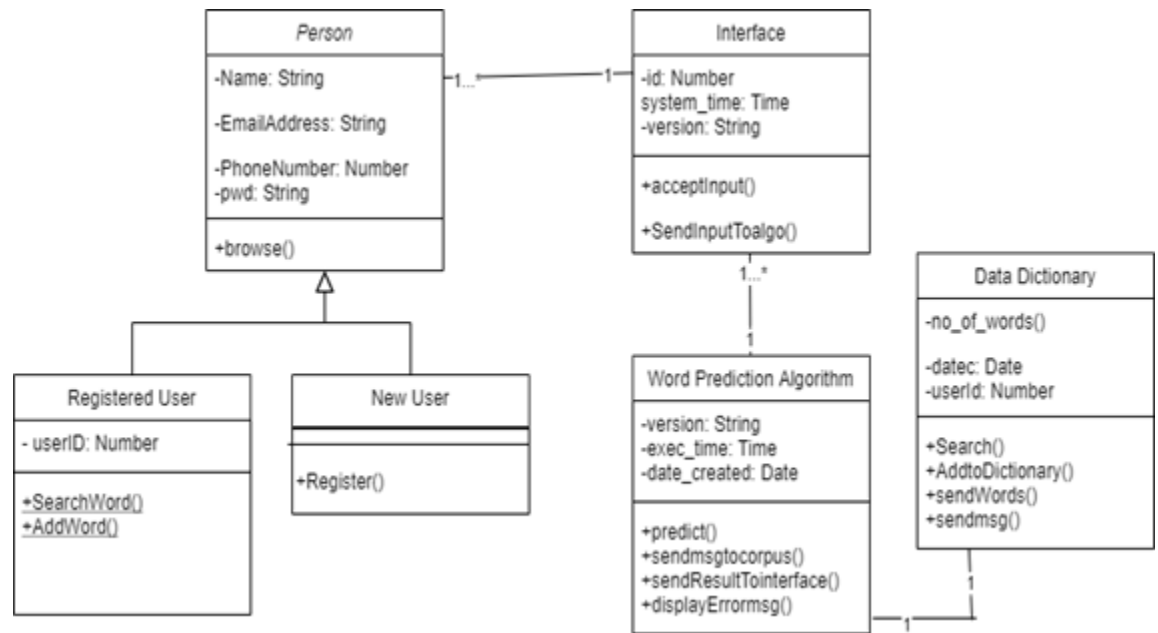 Person
-Name: String
-EmailAddress: String
-PhoneNumber: Number
-pwd: String
+browse()
1...*
1
Interface
-id: Number
system_time: Time
-version: String
+acceptInput()
+SendInputToalgo()
1...*
1
Registered User
- userID: Number
+SearchWord()
+AddWord()
New User
+Register()
Word Prediction Algorithm
-version: String
-exec_time: Time
-date_created: Date
+predict()
+sendmsgtocorpus()
+sendResultTointerface()
+displayErrormsg()
1
1
Data Dictionary
-no_of_words()
-datec: Date
-userId: Number
+Search()
+AddtoDictionary()
+sendWords()
+sendmsg()